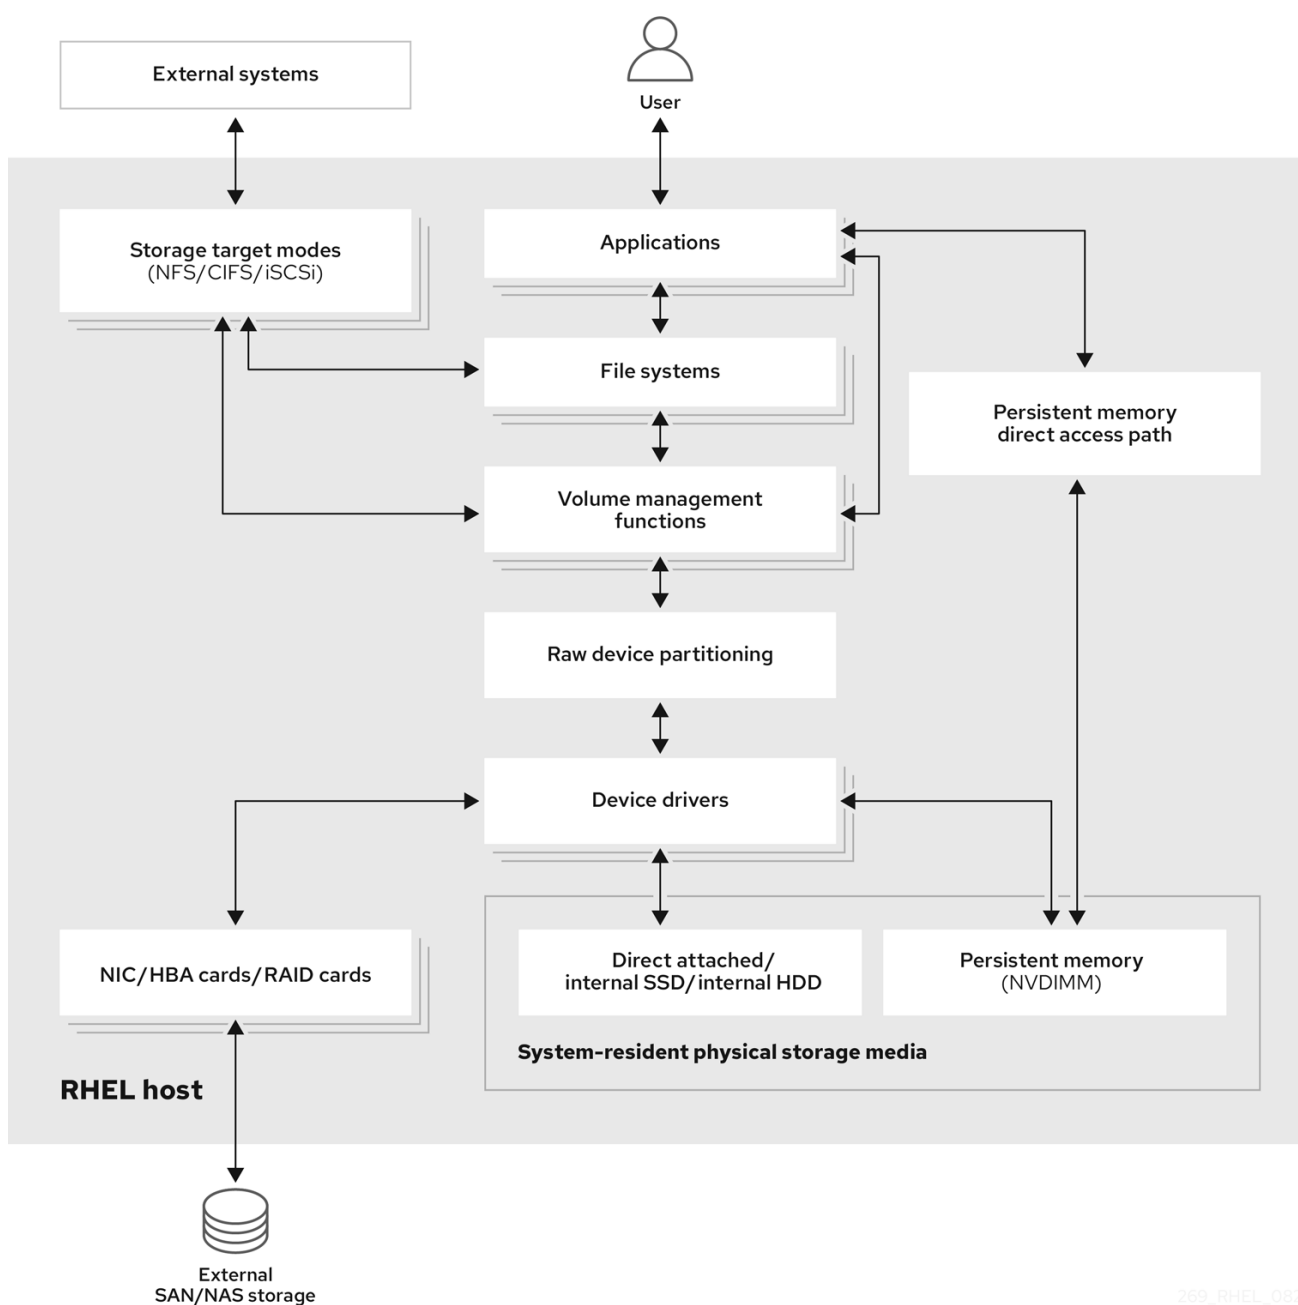 External systems
User
Storage target modes
(NFS/CIFS/iSCSi)
Applications
File systems
Persistent memory
direct access path
Volume management
functions
Raw device partitioning
Device drivers
NIC/HBA cards/RAID cards
Direct attached/
internal SSD/internal HDD
Persistent memory
(NVDIMM)
System-resident physical storage media
RHEL host
External
SAN/NAS storage
269_RHEL_082